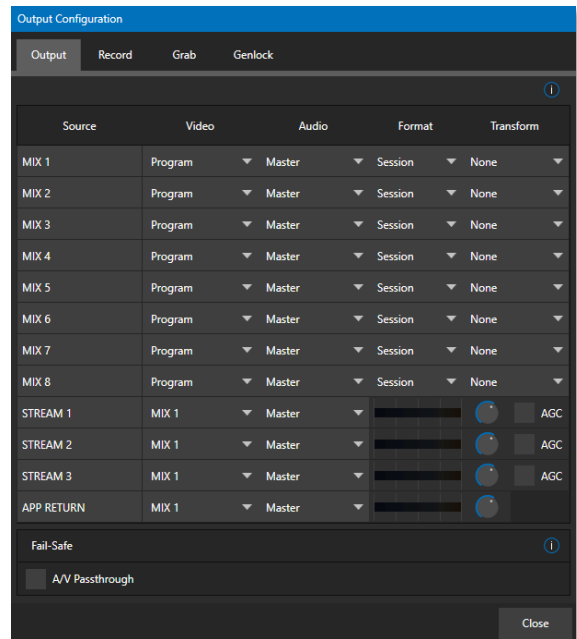 Output Configuration
Output Record Grab Genlock
Source Video Audio Format Transform
MIX 1 Program Master Session None
MIX 2 Program Master Session None
MIX 3 Program Master Session None
MIX 4 Program Master Session None
MIX 5 Program Master Session None
MIX 6 Program Master Session None
MIX 7 Program Master Session None
MIX 8 Program Master Session None
STREAM 1 MIX 1 Master AGC
STREAM 2 MIX 1 Master AGC
STREAM 3 MIX 1 Master AGC
APP RETURN MIX 1 Master
Fail-Safe
A/V Passthrough
Close